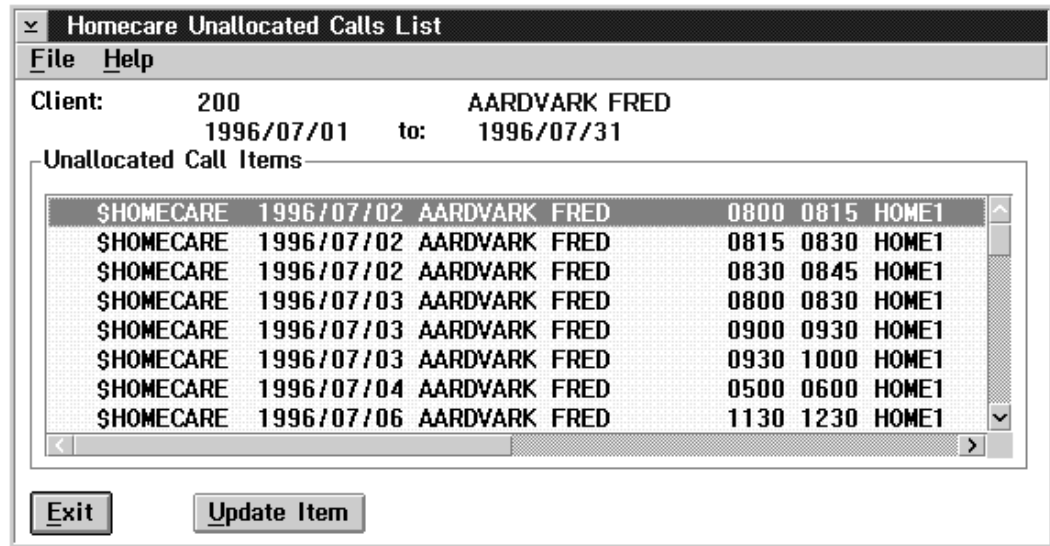 Homecare Unallocated Calls List
File Help
Client: 200 AARDVARK FRED
1996/07/01 to: 1996/07/31
Unallocated Call Items
$HOMECARE 1996/07/02 AARDVARK FRED 0800 0815 HOME1
$HOMECARE 1996/07/02 AARDVARK FRED 0815 0830 HOME1
$HOMECARE 1996/07/02 AARDVARK FRED 0830 0845 HOME1
$HOMECARE 1996/07/03 AARDVARK FRED 0800 0830 HOME1
$HOMECARE 1996/07/03 AARDVARK FRED 0900 0930 HOME1
$HOMECARE 1996/07/03 AARDVARK FRED 0930 1000 HOME1
$HOMECARE 1996/07/04 AARDVARK FRED 0500 0600 HOME1
$HOMECARE 1996/07/06 AARDVARK FRED 1130 1230 HOME1
Exit Update Item